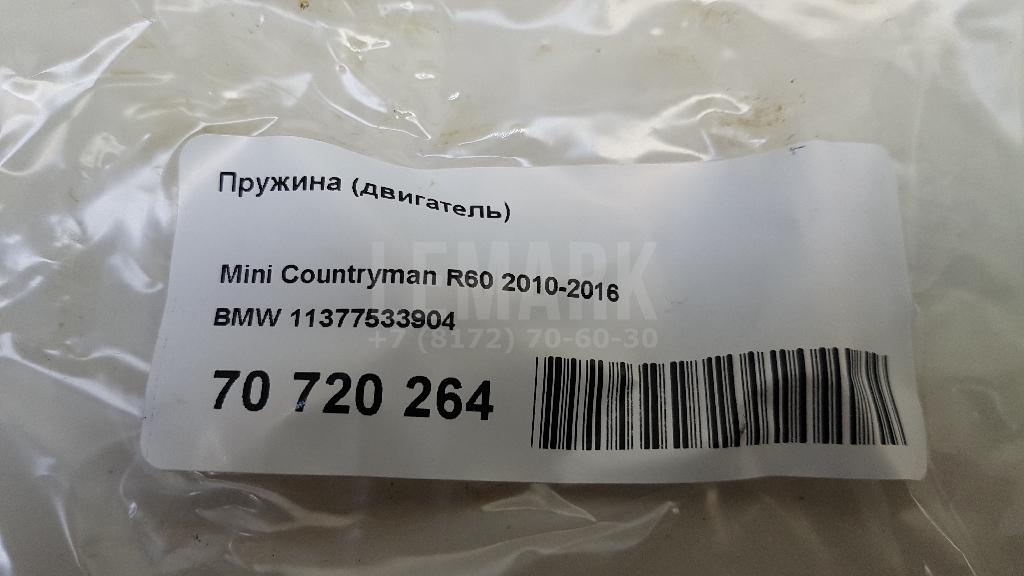 Пружина (двигатель)
Mini Countryman R60 2010-2016
BMW 11377533904
70 720 264
LEMARK
+7 (8172) 70-60-30